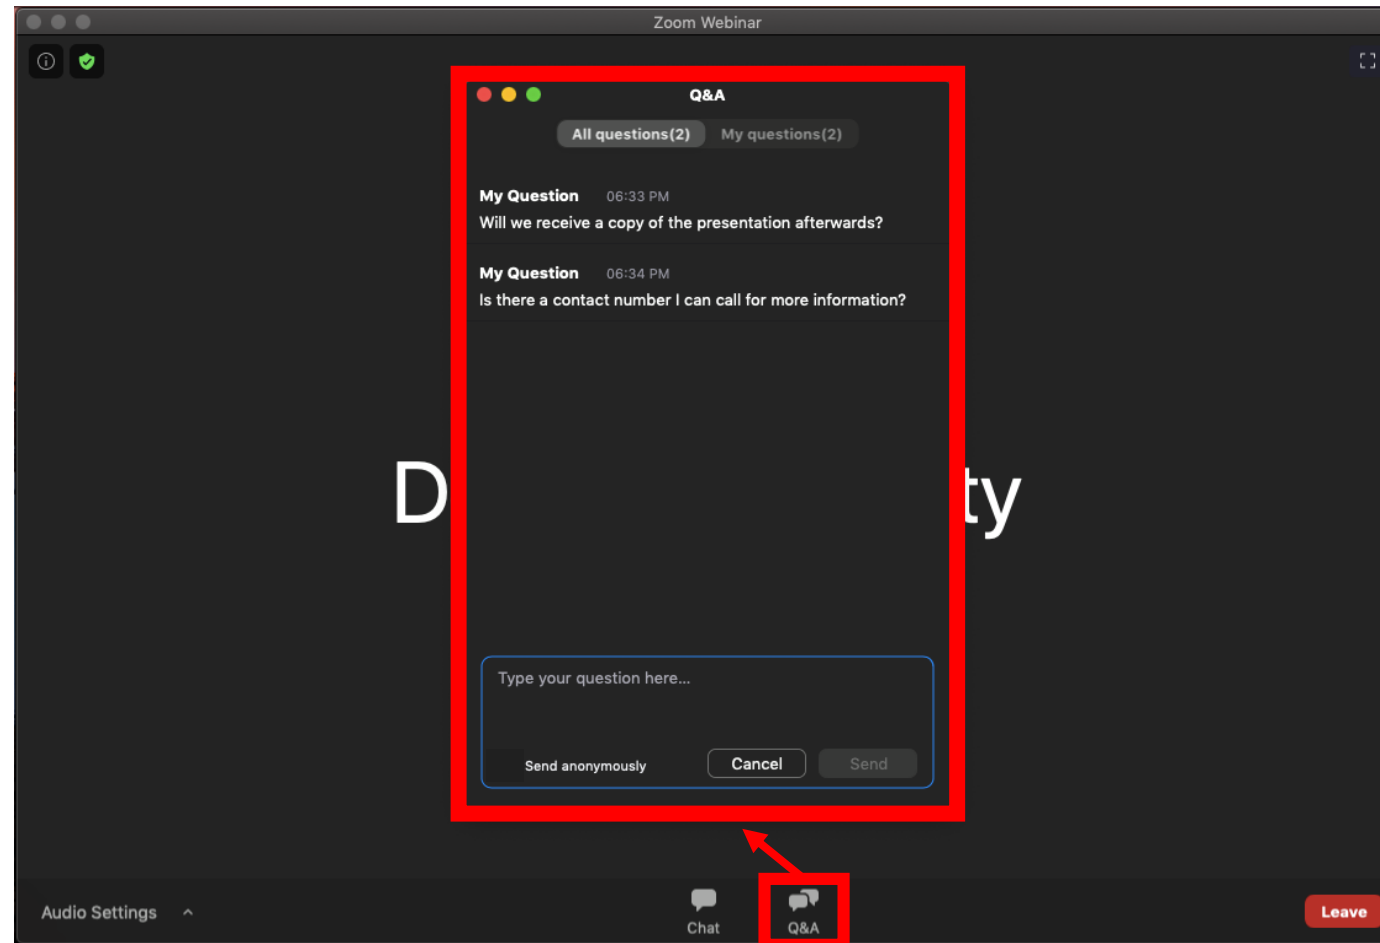 Zoom Webinar
Q&A
All questions(2) My questions(2)
My Question 06:33 PM
Will we receive a copy of the presentation afterwards?
My Question 06:34 PM
Is there a contact number I can call for more information?
D ty
Type your question here...
Send anonymously Cancel Send
Audio Settings Chat Q&A Leave